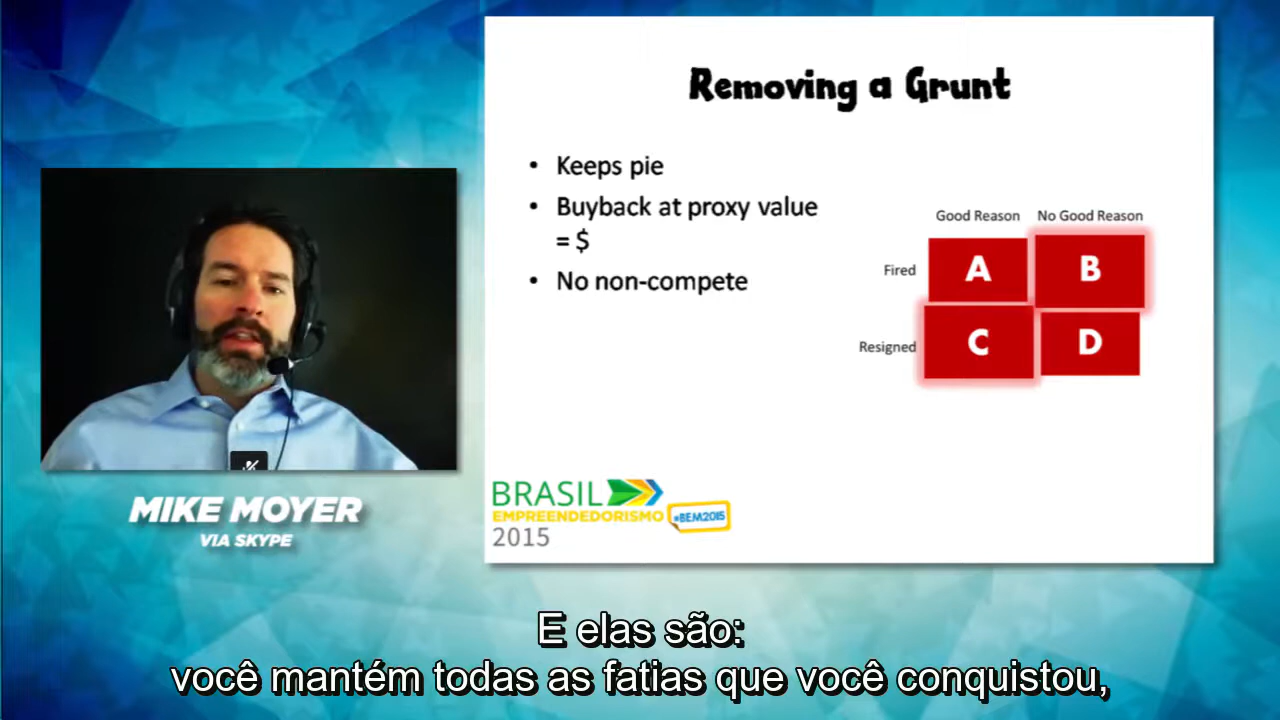 Removing a Grunt
• Keeps pie
• Buyback at proxy value
= $
• No non-compete
Good Reason No Good Reason
Fired A B
Resigned C D
BRASIL
EMPREENDEDORISMO #BEM2015
2015
MIKE MOYER
VIA SKYPE
E elas são:
você mantém todas as fatias que você conquistou,